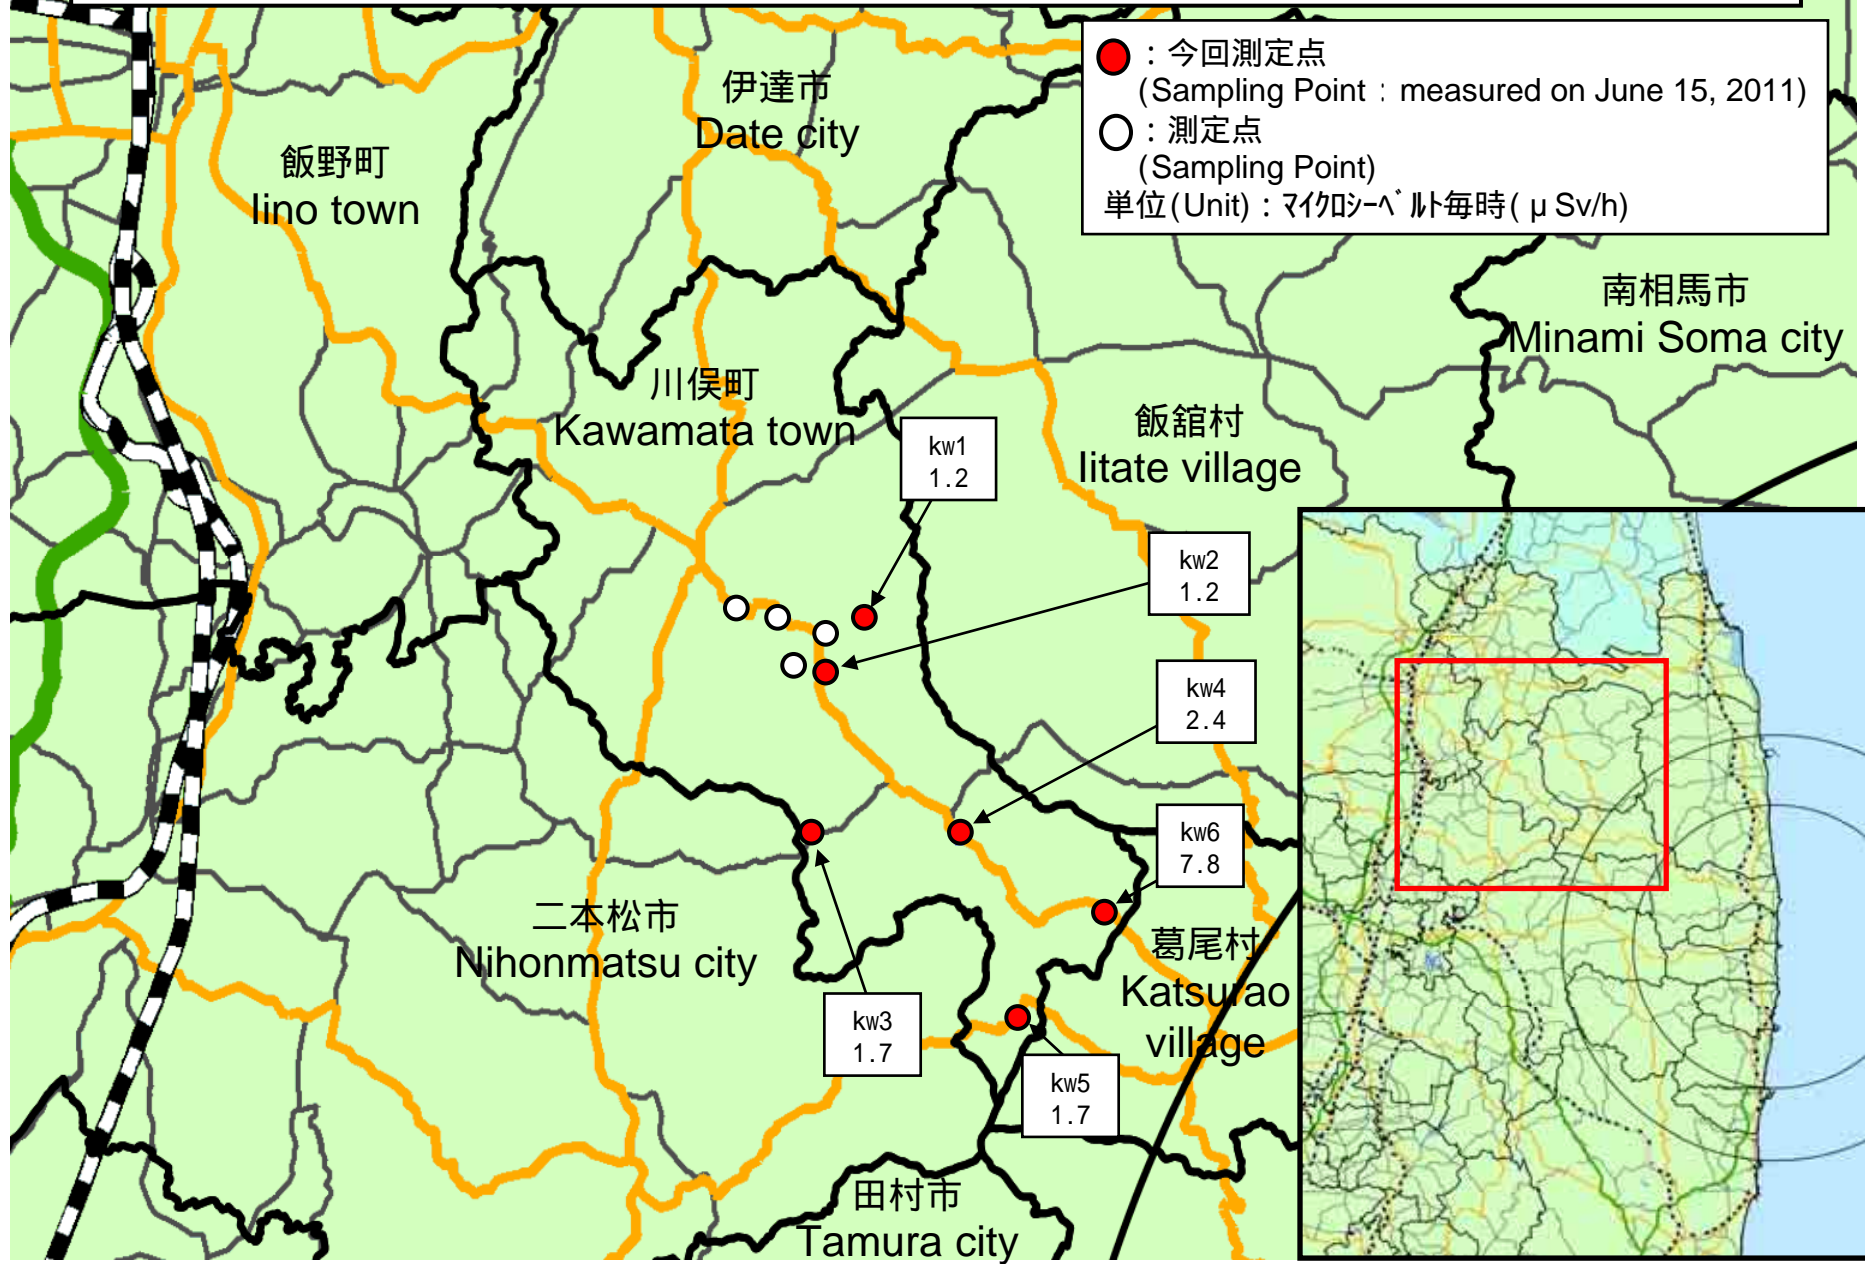 ：今回測定点
(Sampling Point：measured on June 15, 2011)
：測定点
(Sampling Point)
単位(Unit)：ﾏｲｸﾛｼｰﾍﾞﾙﾄ毎時(μSv/h)
伊達市
Date city
飯野町
Iino town
南相馬市
Minami Soma city
川俣町
Kawamata town
飯舘村
Iitate village
kw1
1.2
kw2
1.2
kw4
2.4
kw6
7.8
二本松市
Nihonmatsu city
葛尾村
Katsurao
village
kw3
1.7
kw5
1.7
田村市
Tamura city